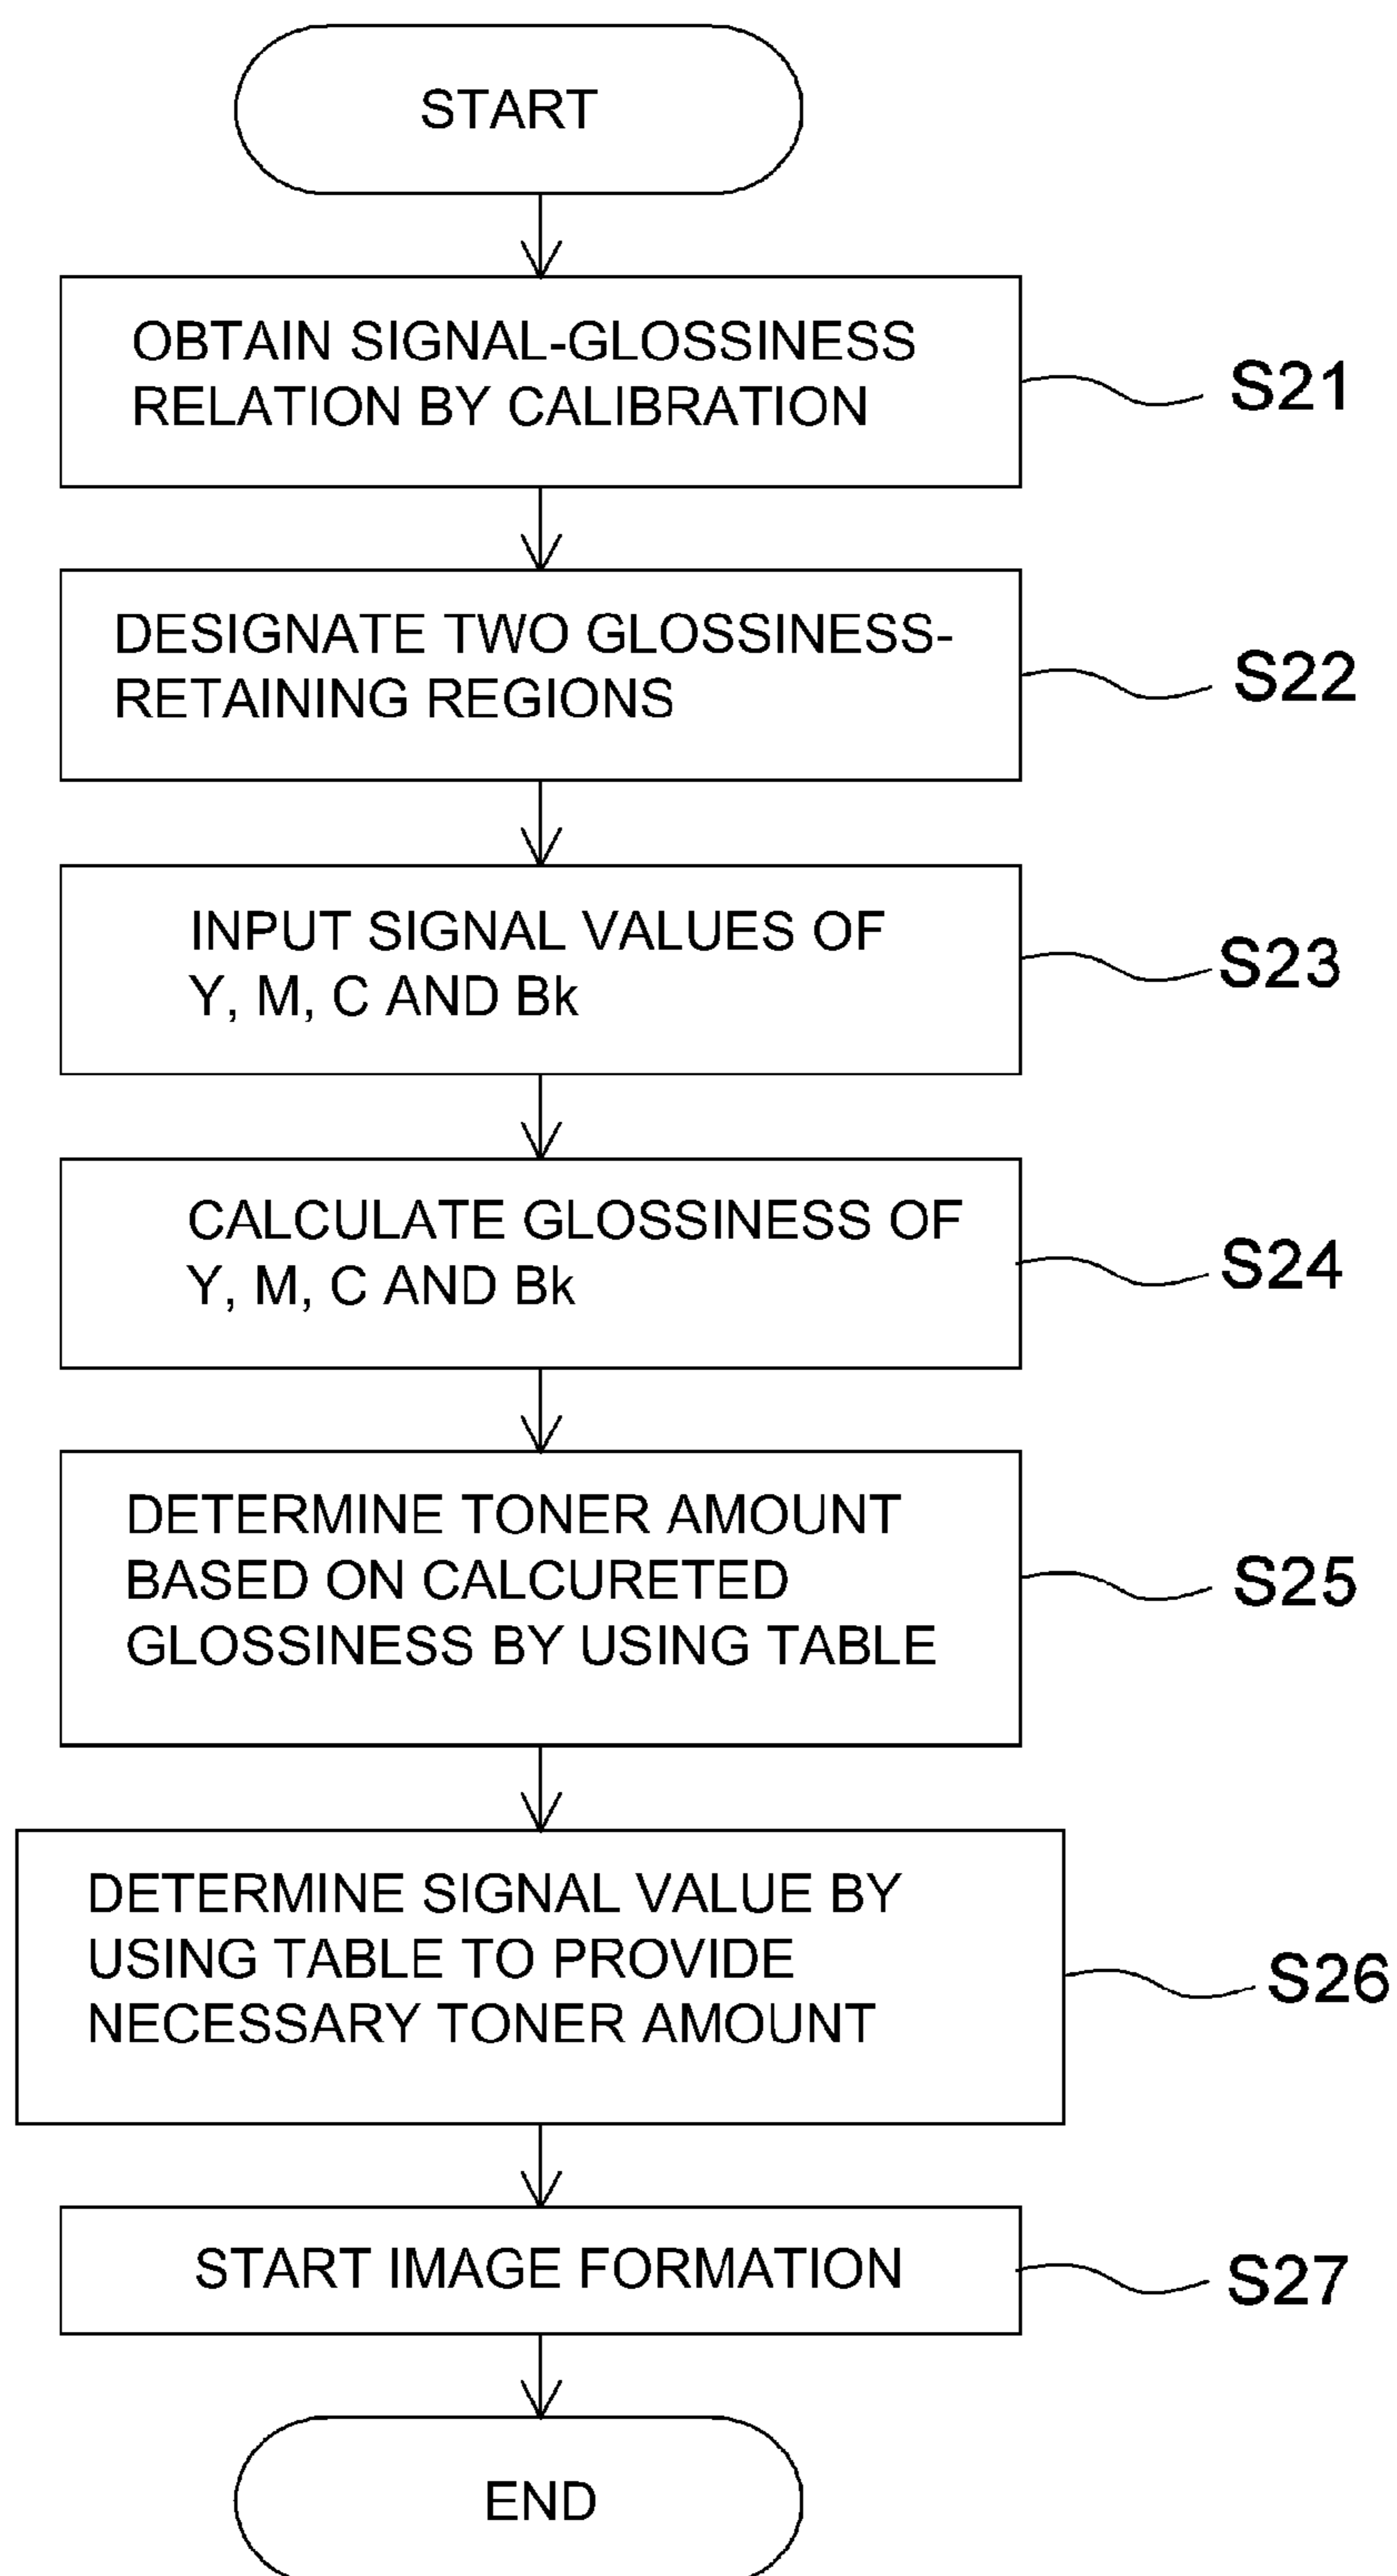 START
OBTAIN SIGNAL-GLOSSINESS
RELATION BY CALIBRATION
S21
DESIGNATE TWO GLOSSINESS-
RETAINING REGIONS
S22
INPUT SIGNAL VALUES OF
Y, M, C AND Bk
S23
CALCULATE GLOSSINESS OF
Y, M, C AND Bk
S24
DETERMINE TONER AMOUNT
BASED ON CALCURETED
GLOSSINESS BY USING TABLE
S25
DETERMINE SIGNAL VALUE BY
USING TABLE TO PROVIDE
NECESSARY TONER AMOUNT
S26
START IMAGE FORMATION
S27
END